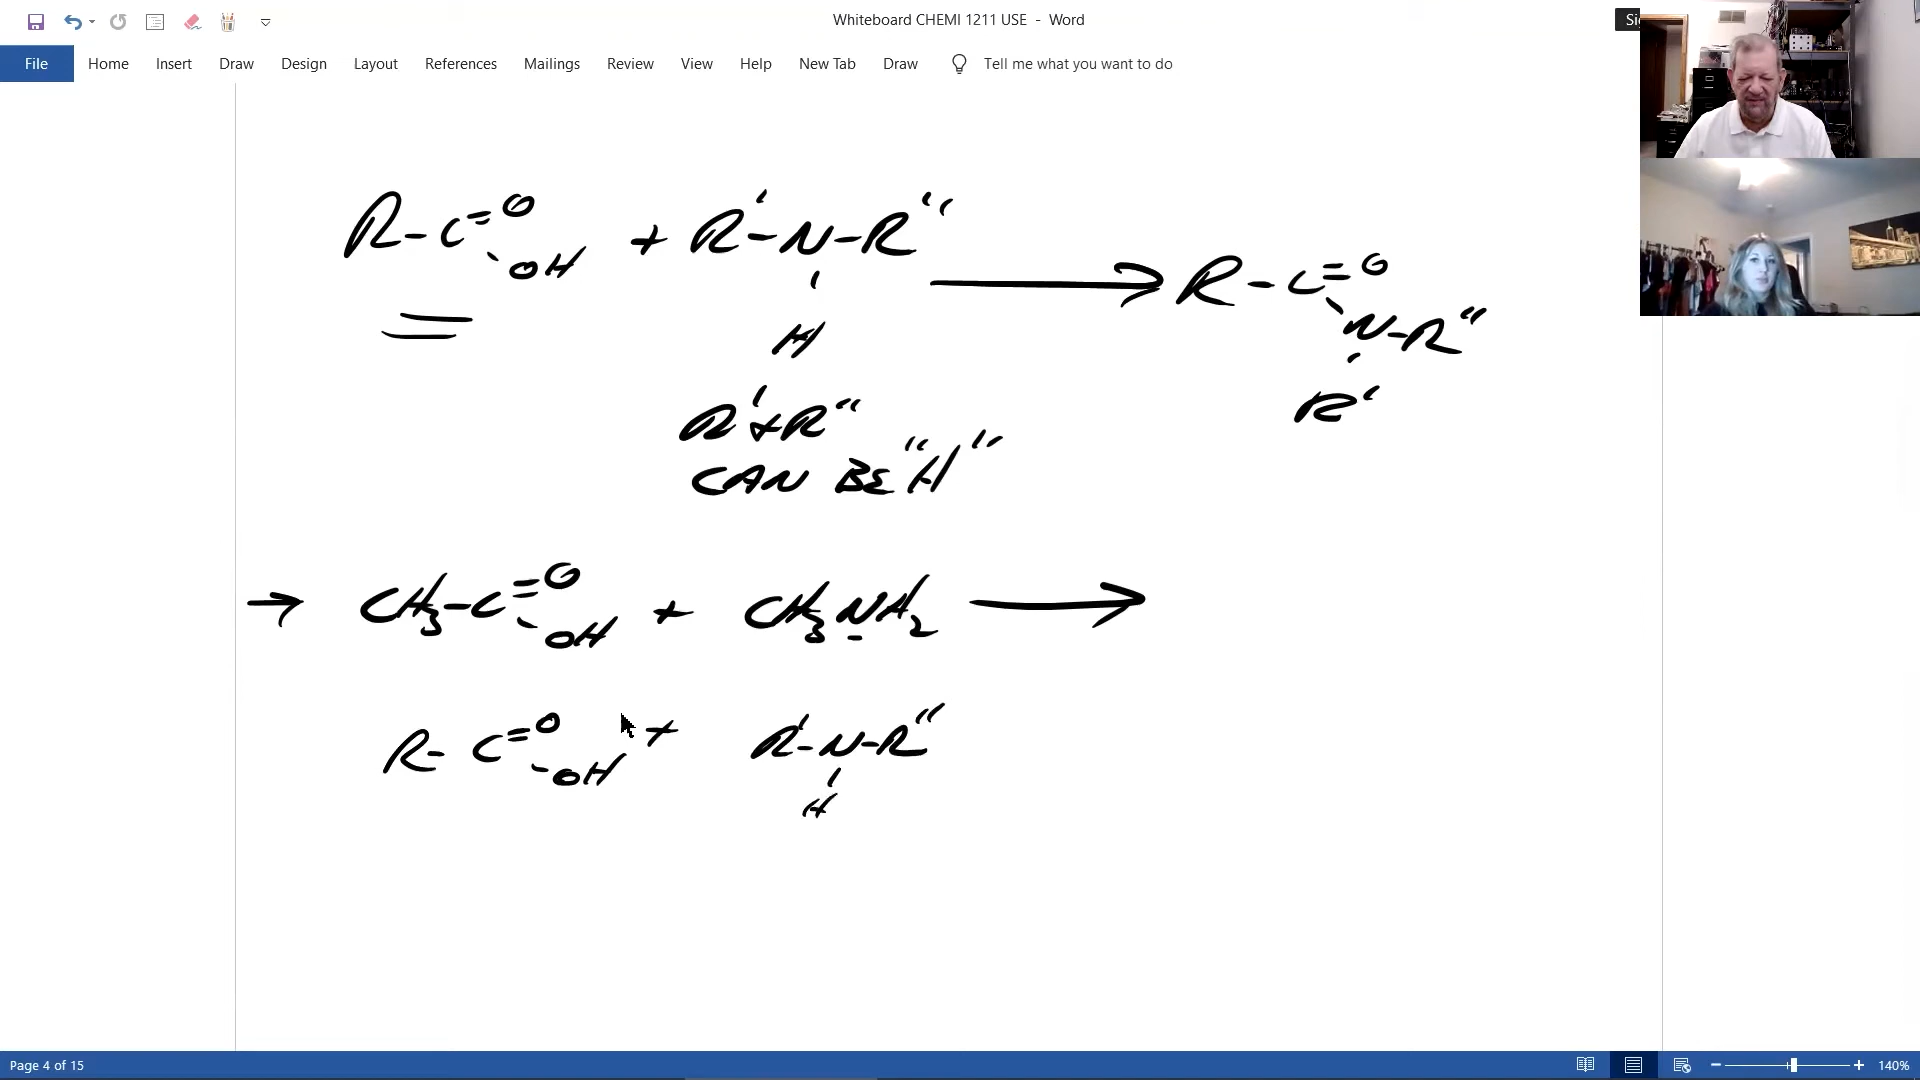 Whiteboard CHEMI 1211 USE - Word
File Home Insert Draw Design Layout References Mailings Review View Help New Tab Draw Tell me what you want to do
R-C=O
OH
+ R'-N-R"
H
R-C=O
N-R"
R'
R'&R"
CAN BE "H"
→ CH3-C=O
OH
+ CH3NH2 →
R-C=O
OH
+ R'-N-R"
H
Page 4 of 15
140%